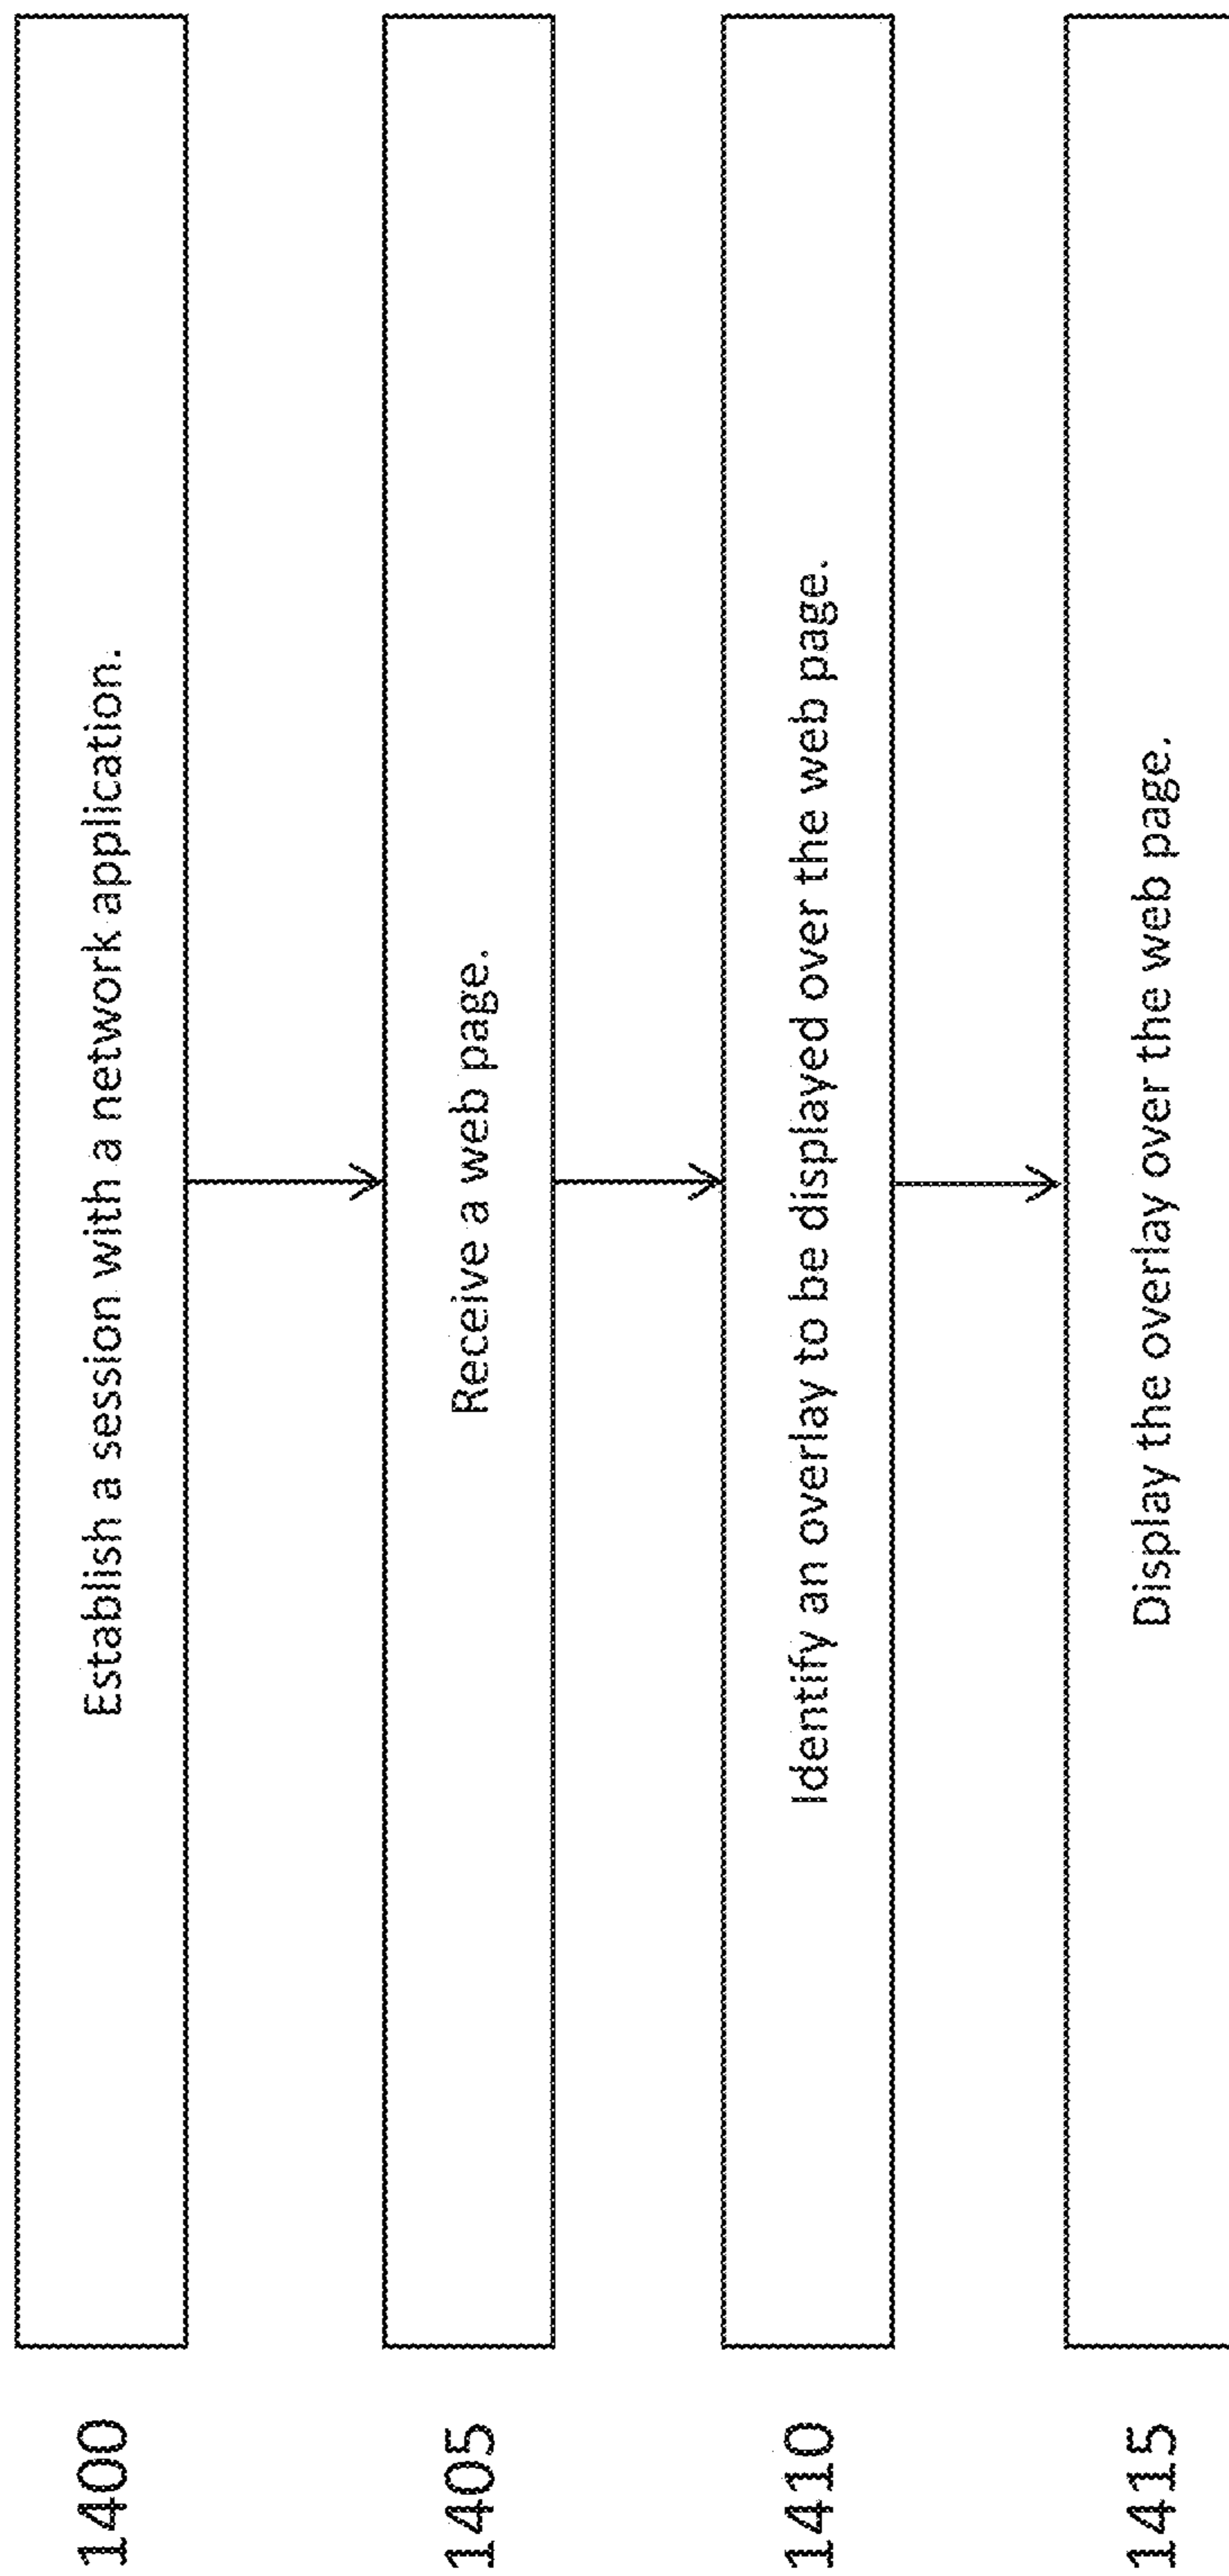 1400
Establish a session with a network application.
1405
Receive a web page.
1410
Identify an overlay to be displayed over the web page.
1415
Display the overlay over the web page.